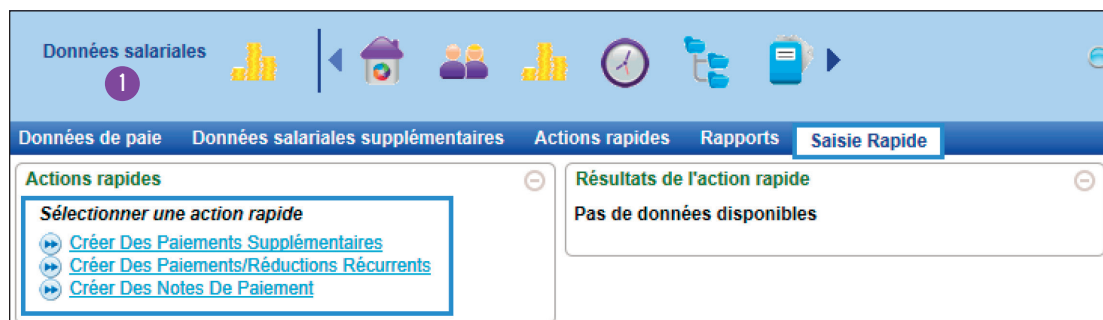 Données salariales
1
Données de paie Données salariales supplémentaires Actions rapides Rapports Saisie Rapide
Actions rapides
Sélectionner une action rapide
Créer Des Paiements Supplémentaires
Créer Des Paiements/Réductions Récurrents
Créer Des Notes De Paiement
Résultats de l'action rapide
Pas de données disponibles